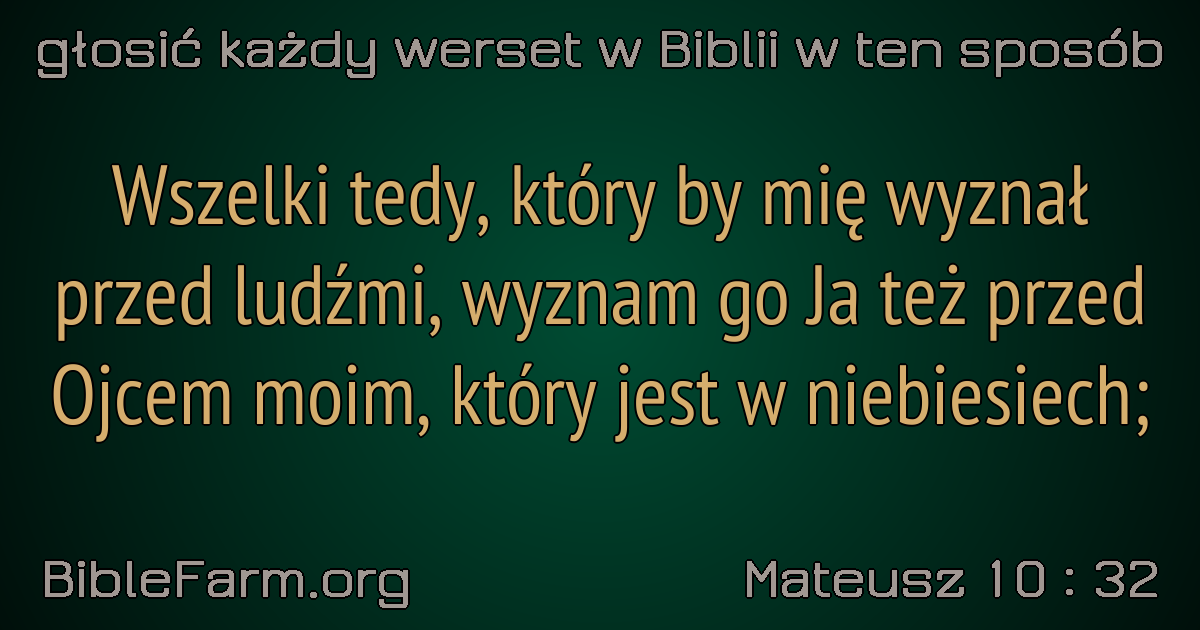 głosić każdy werset w Biblii w ten sposób
Wszelki tedy, który by mię wyznał
przed ludźmi, wyznam go Ja też przed
Ojcem moim, który jest w niebiesiech;
BibleFarm.org
Mateusz 10 : 32